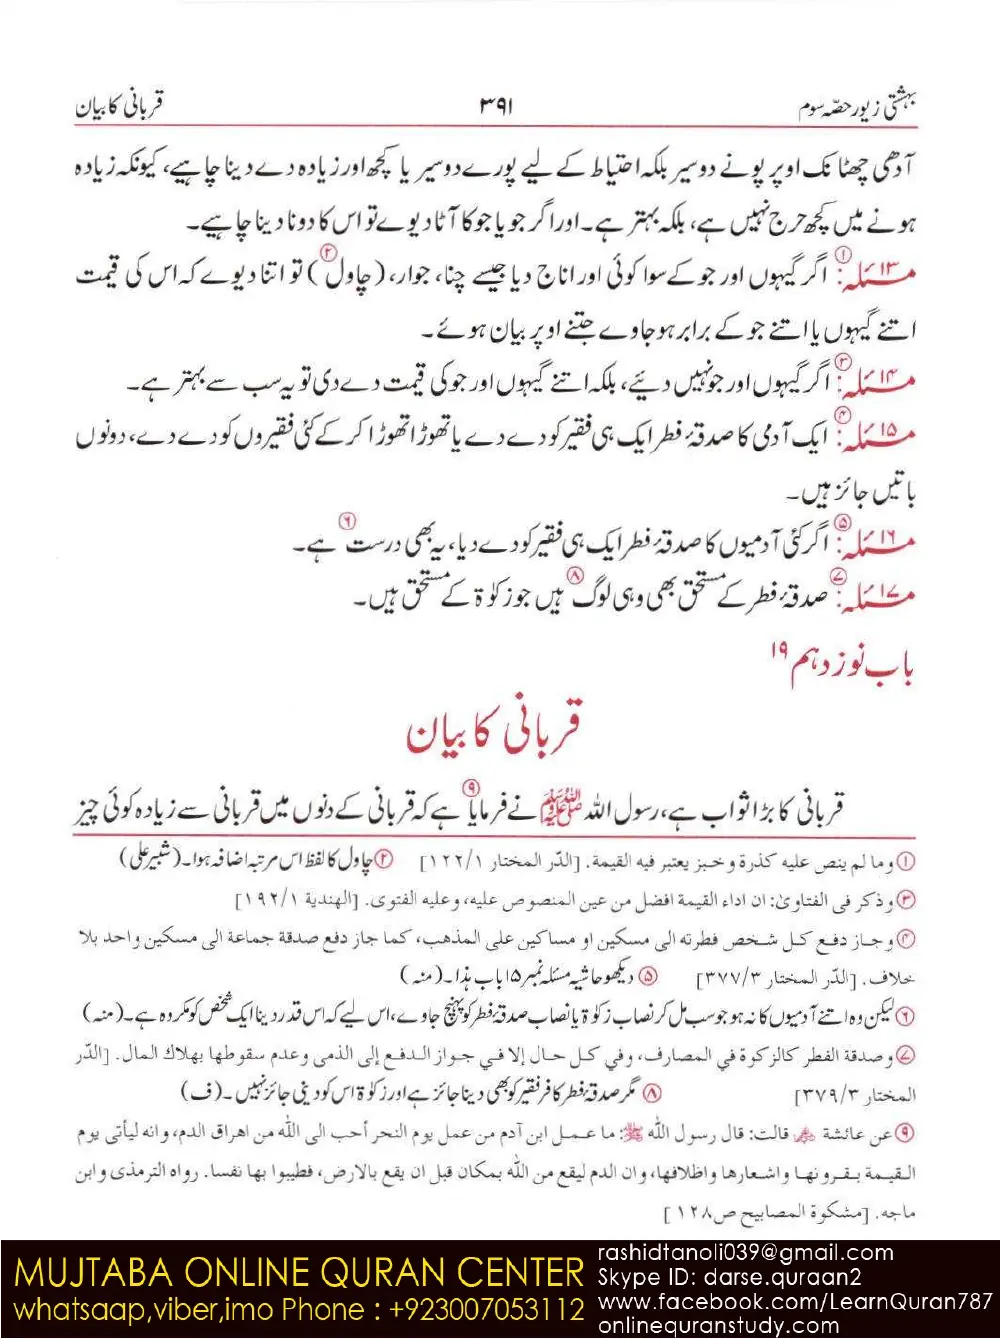 بہشتی زیور حصّہ سوم ۳۹۱ قربانی کا بیان
آدھی چھٹانک اوپر پونے دو سیر بلکہ احتیاط کے لیے پورے دو سیر یا کچھ اور زیادہ دے دینا چاہیے، کیونکہ زیادہ
ہونے میں کچھ حرج نہیں ہے، بلکہ بہتر ہے۔ اور اگر جو یا جو کا آٹا دیوے تو اس کا دونا دینا چاہیے۔
مسئلہ ۱۳:① اگر گیہوں اور جو کے سوا کوئی اور اناج دیا جیسے چنا، جوار، (چاول②) تو اتنا دیوے کہ اس کی قیمت
اتنے گیہوں یا اتنے جو کے برابر ہو جاوے جتنے اوپر بیان ہوئے۔
مسئلہ ۱۴:③ اگر گیہوں اور جو نہیں دیئے، بلکہ اتنے گیہوں اور جو کی قیمت دے دی تو یہ سب سے بہتر ہے۔
مسئلہ ۱۵:④ ایک آدمی کا صدقۂ فطر ایک ہی فقیر کو دے دے یا تھوڑا تھوڑا کر کے کئی فقیروں کو دے دے، دونوں
باتیں جائز ہیں۔
مسئلہ ۱۶:⑤ اگر کئی آدمیوں کا صدقۂ فطر ایک ہی فقیر کو دے دیا، یہ بھی درست⑥ ہے۔
مسئلہ ۱۷:⑦ صدقۂ فطر کے مستحق بھی وہی لوگ⑧ ہیں جو زکوٰۃ کے مستحق ہیں۔
باب نوزدہم ۱۹
قربانی کا بیان
قربانی کا بڑا ثواب ہے، رسول اللہ ﷺ نے فرمایا⑨ ہے کہ قربانی کے دنوں میں قربانی سے زیادہ کوئی چیز
① وما لم ينص عليه كذرة وخبز يعتبر فيه القيمة. [الدّر المختار ۱/۱۲۲] ② چاول کا لفظ اس مرتبہ اضافہ ہوا۔ (شبیر علی)
③ وذكر فى الفتاوىٰ: ان اداء القيمة افضل من عين المنصوص عليه، وعليه الفتوى. [الهندية ۱/۱۹۲]
④ وجاز دفع كل شخص فطرته الى مسكين او مساكين على المذهب، كما جاز دفع صدقة جماعة الى مسكين واحد بلا
خلاف. [الدّر المختار ۳/۳۷۷] ⑤ دیکھو حاشیہ مسئلہ نمبر ۱۵ باب ہذا۔ (منہ)
⑥ لیکن وہ اتنے آدمیوں کا نہ ہو جو سب مل کر نصاب زکوٰۃ یا نصاب صدقۂ فطر کو پہنچ جاوے، اس لیے کہ اس قدر دینا ایک شخص کو مکروہ ہے۔ (منہ)
⑦ وصدقة الفطر كالزكوة في المصارف، وفي كل حال إلا في جواز الدفع إلى الذمى وعدم سقوطها بهلاك المال. [الدّر
المختار ۳/۳۷۹] ⑧ مگر صدقۂ فطر کافر فقیر کو بھی دینا جائز ہے اور زکوٰۃ اس کو دینی جائز نہیں۔ (ف)
⑨ عن عائشة ؓ قالت: قال رسول الله ﷺ: ما عمل ابن آدم من عمل يوم النحر أحب الى الله من اهراق الدم، وانه ليأتى يوم
القيمة بقرونها واشعارها واظلافها، وان الدم ليقع من الله بمكان قبل ان يقع بالارض، فطيبوا بها نفسا. رواه الترمذى وابن
ماجه. [مشكوة المصابيح ص ۱۲۸]
MUJTABA ONLINE QURAN CENTER
whatsaap,viber,imo Phone : +923007053112
rashidtanoli039@gmail.com
Skype ID: darse.quraan2
www.facebook.com/LearnQuran787
onlinequranstudy.com